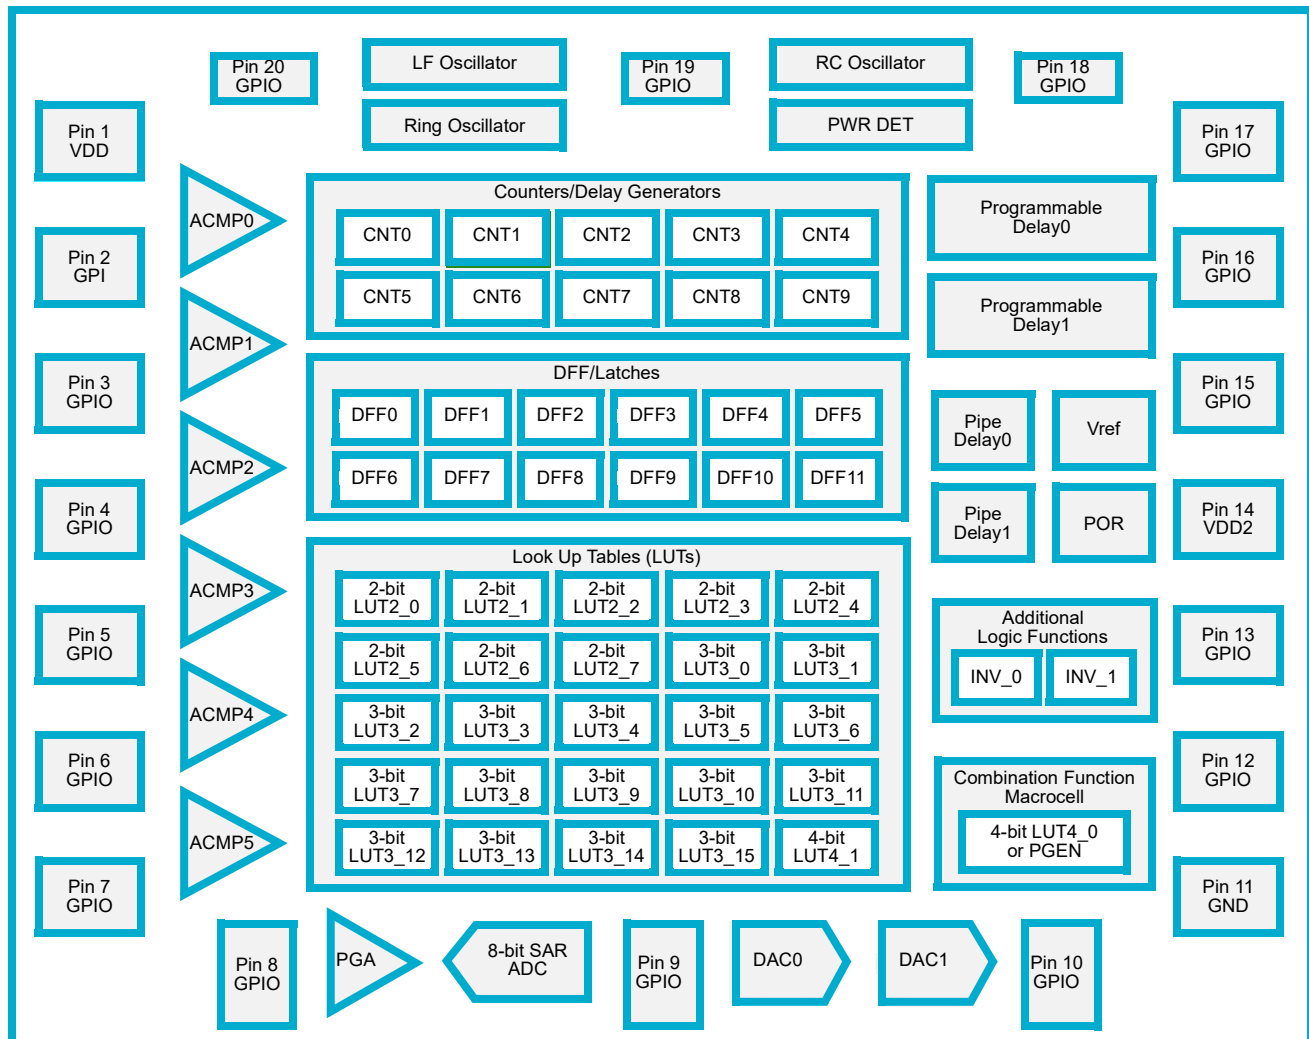 Pin 20
GPIO
LF Oscillator
Ring Oscillator
Pin 19
GPIO
RC Oscillator
PWR DET
Pin 18
GPIO
Pin 1
VDD
Pin 2
GPI
Pin 3
GPIO
Pin 4
GPIO
Pin 5
GPIO
Pin 6
GPIO
Pin 7
GPIO
ACMP0
ACMP1
ACMP2
ACMP3
ACMP4
ACMP5
Counters/Delay Generators
CNT0
CNT1
CNT2
CNT3
CNT4
CNT5
CNT6
CNT7
CNT8
CNT9
DFF/Latches
DFF0
DFF1
DFF2
DFF3
DFF4
DFF5
DFF6
DFF7
DFF8
DFF9
DFF10
DFF11
Look Up Tables (LUTs)
2-bit
LUT2_0
2-bit
LUT2_1
2-bit
LUT2_2
2-bit
LUT2_3
2-bit
LUT2_4
2-bit
LUT2_5
2-bit
LUT2_6
2-bit
LUT2_7
3-bit
LUT3_0
3-bit
LUT3_1
3-bit
LUT3_2
3-bit
LUT3_3
3-bit
LUT3_4
3-bit
LUT3_5
3-bit
LUT3_6
3-bit
LUT3_7
3-bit
LUT3_8
3-bit
LUT3_9
3-bit
LUT3_10
3-bit
LUT3_11
3-bit
LUT3_12
3-bit
LUT3_13
3-bit
LUT3_14
3-bit
LUT3_15
4-bit
LUT4_1
Programmable
Delay0
Programmable
Delay1
Pipe
Delay0
Vref
Pipe
Delay1
POR
Additional
Logic Functions
INV_0
INV_1
Combination Function
Macrocell
4-bit LUT4_0
or PGEN
Pin 17
GPIO
Pin 16
GPIO
Pin 15
GPIO
Pin 14
VDD2
Pin 13
GPIO
Pin 12
GPIO
Pin 11
GND
Pin 8
GPIO
PGA
8-bit SAR
ADC
Pin 9
GPIO
DAC0
DAC1
Pin 10
GPIO